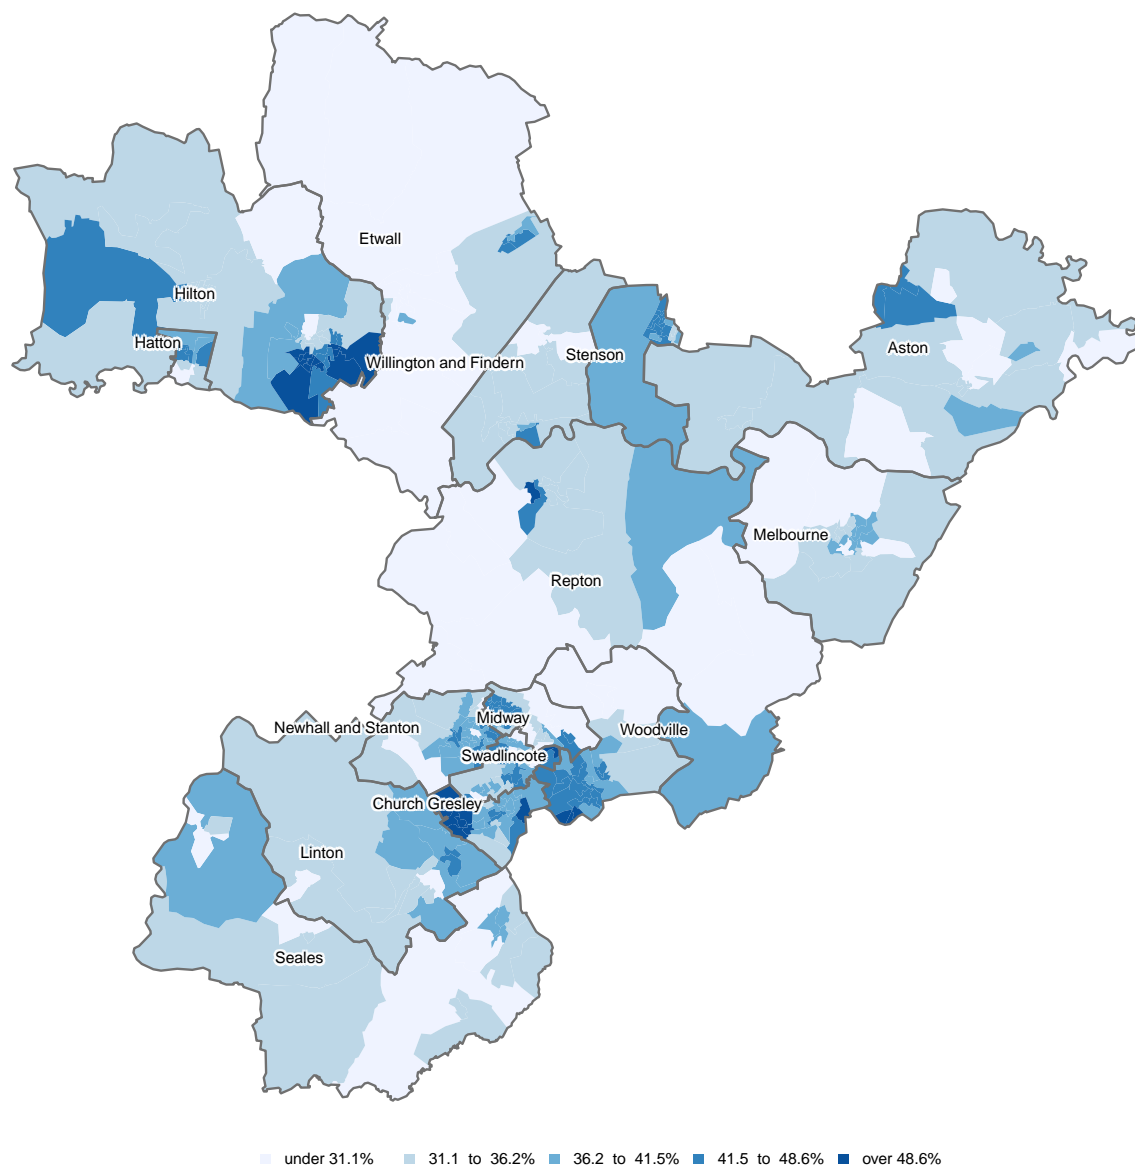 Etwall
Hilton
Hatton
Willington and Findern
Stenson
Aston
Melbourne
Repton
Newhall and Stanton
Midway
Woodville
Swadlincote
Church Gresley
Linton
Seales
under 31.1% 31.1 to 36.2% 36.2 to 41.5% 41.5 to 48.6% over 48.6%